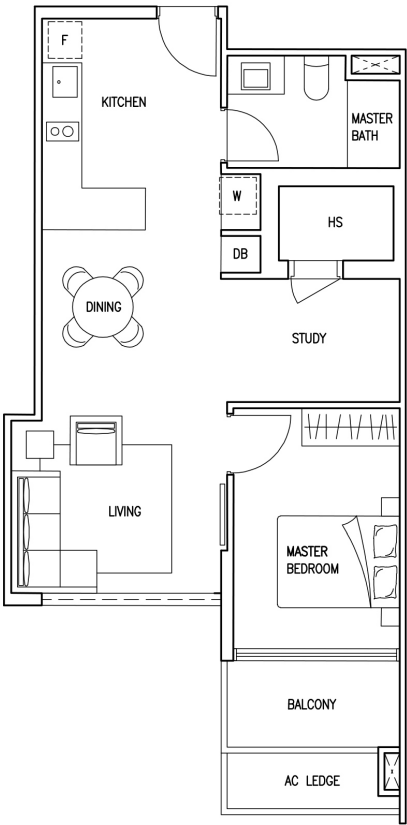 F
KITCHEN
MASTER
BATH
W
HS
DB
DINING
STUDY
LIVING
MASTER
BEDROOM
BALCONY
AC LEDGE